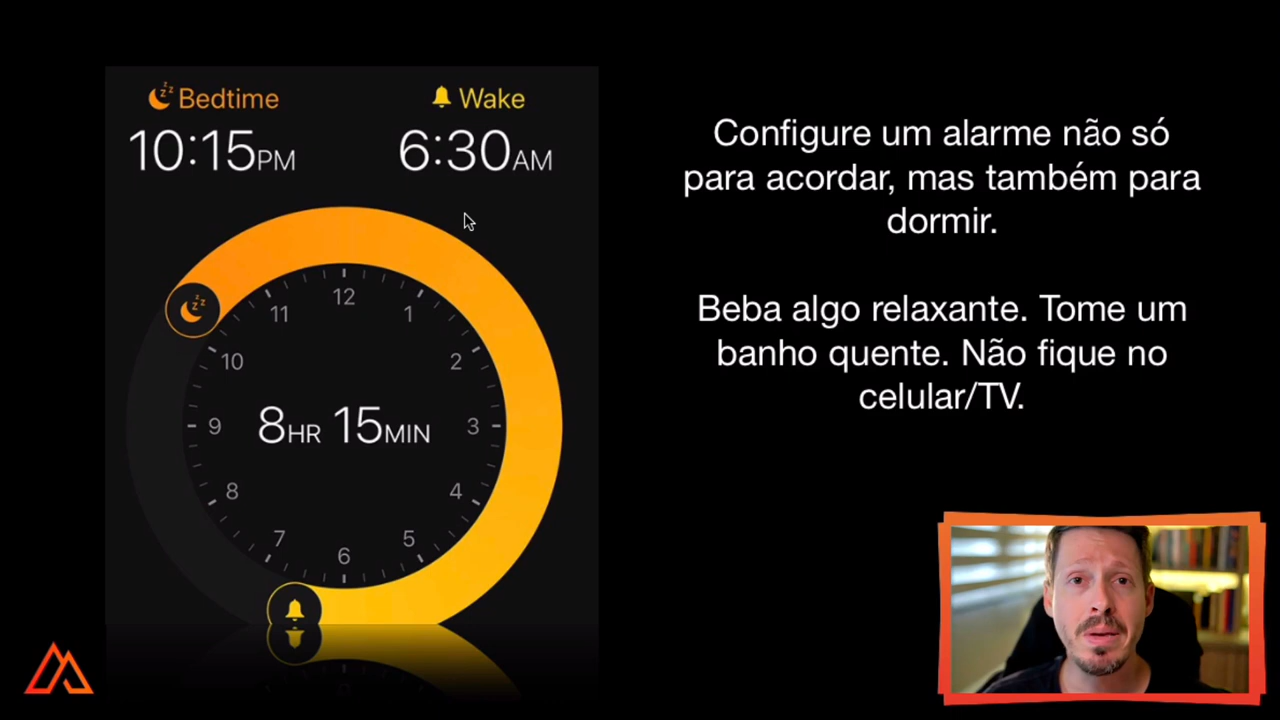 Bedtime
10:15PM
Wake
6:30AM
12
11
1
10
2
9
8HR 15MIN
3
8
4
7
5
6
Configure um alarme não só
para acordar, mas também para
dormir.
Beba algo relaxante. Tome um
banho quente. Não fique no
celular/TV.